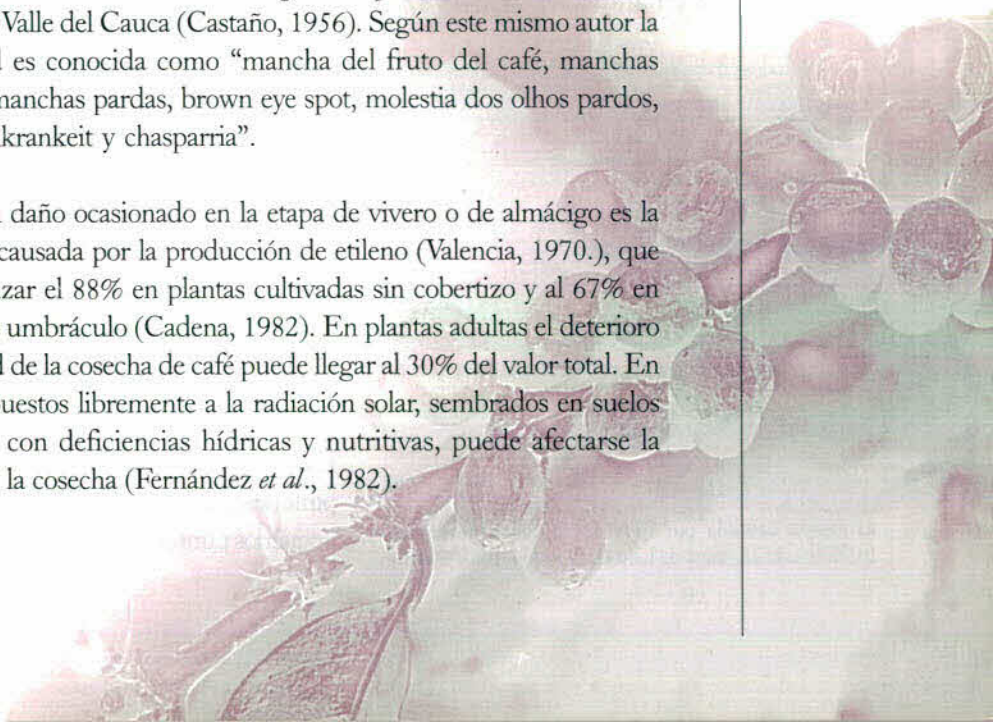 Valle del Cauca (Castaño, 1956). Según este mismo autor la
es conocida como “mancha del fruto del café, manchas
manchas pardas, brown eye spot, molestia dos olhos pardos,
krankeit y chasparria”.
daño ocasionado en la etapa de vivero o de almácigo es la
causada por la producción de etileno (Valencia, 1970.), que
zar el 88% en plantas cultivadas sin cobertizo y al 67% en
umbráculo (Cadena, 1982). En plantas adultas el deterioro
de la cosecha de café puede llegar al 30% del valor total. En
puestos libremente a la radiación solar, sembrados en suelos
con deficiencias hídricas y nutritivas, puede afectarse la
la cosecha (Fernández et al., 1982).